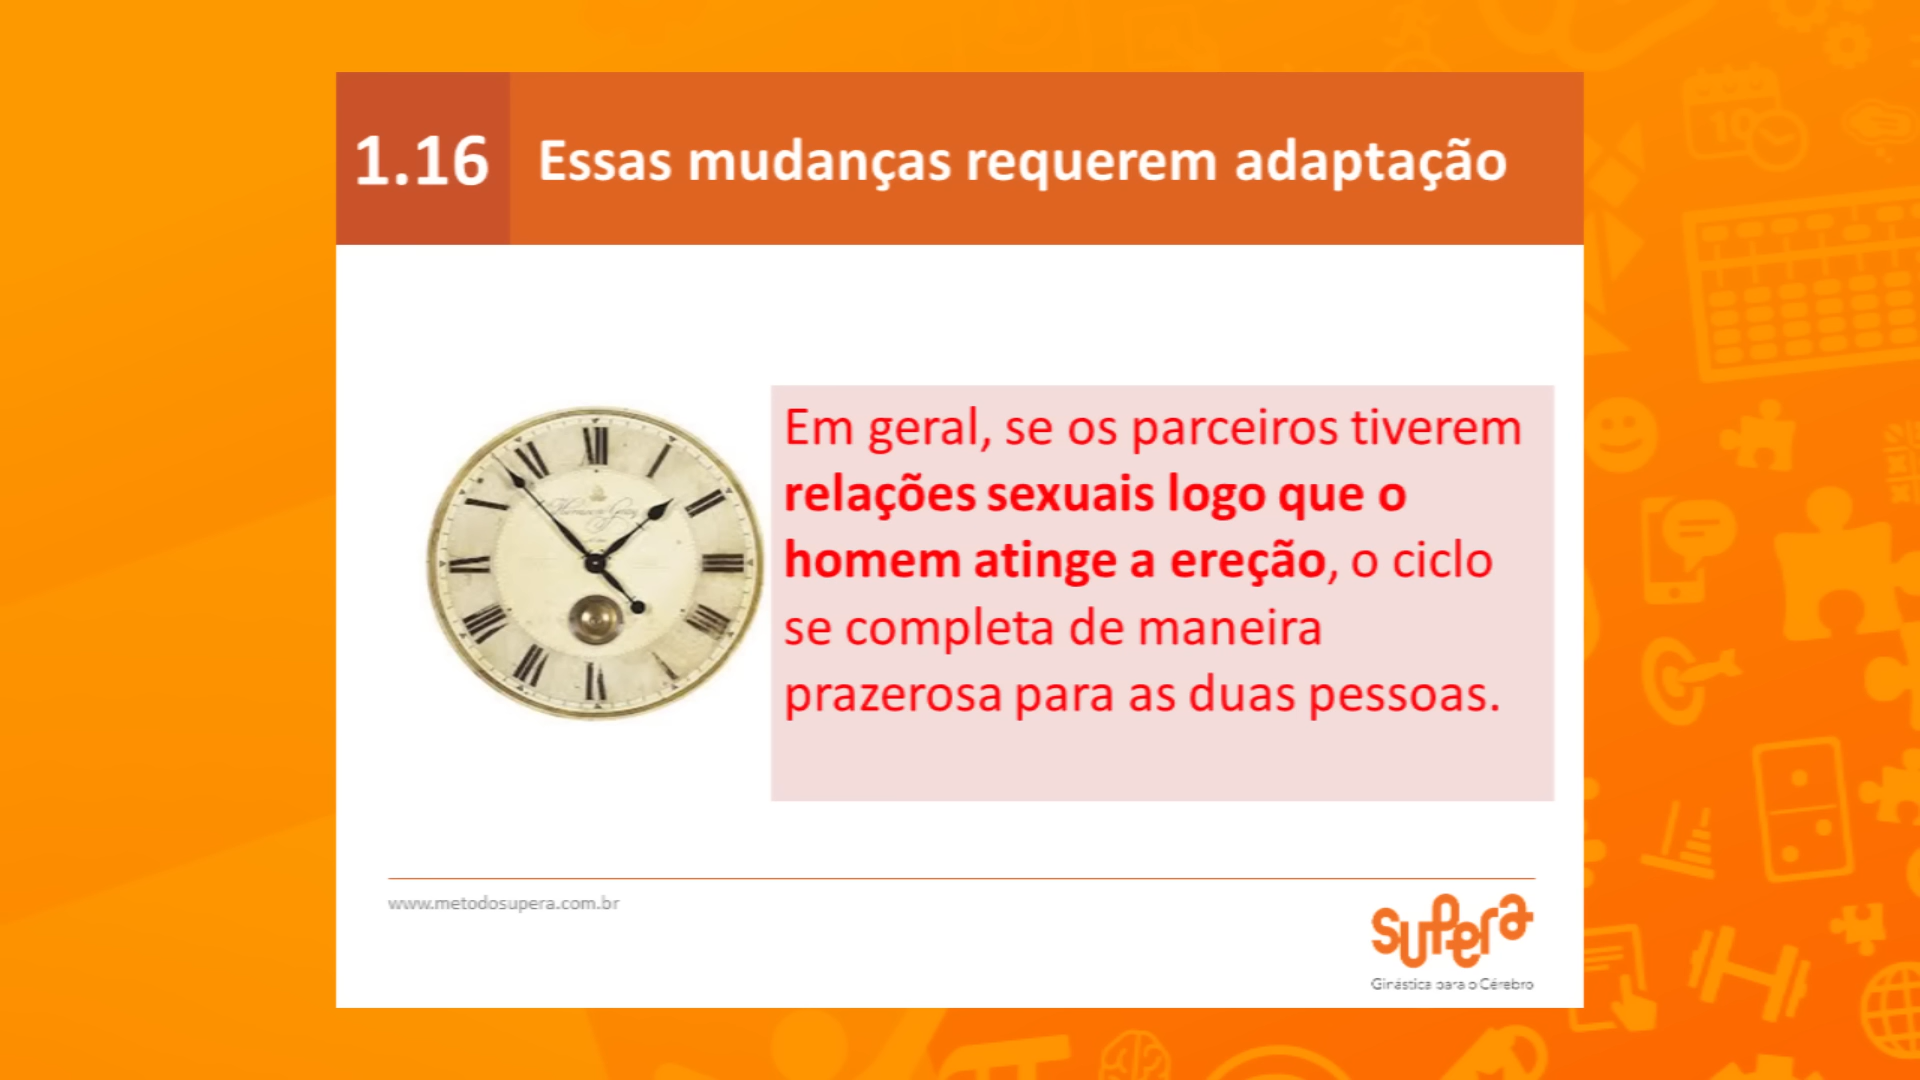 1.16
Essas mudanças requerem adaptação
Em geral, se os parceiros tiverem
relações sexuais logo que o
homem atinge a ereção, o ciclo
se completa de maneira
prazerosa para as duas pessoas.
www.metodosupera.com.br
supera
Ginástica para o Cérebro
10